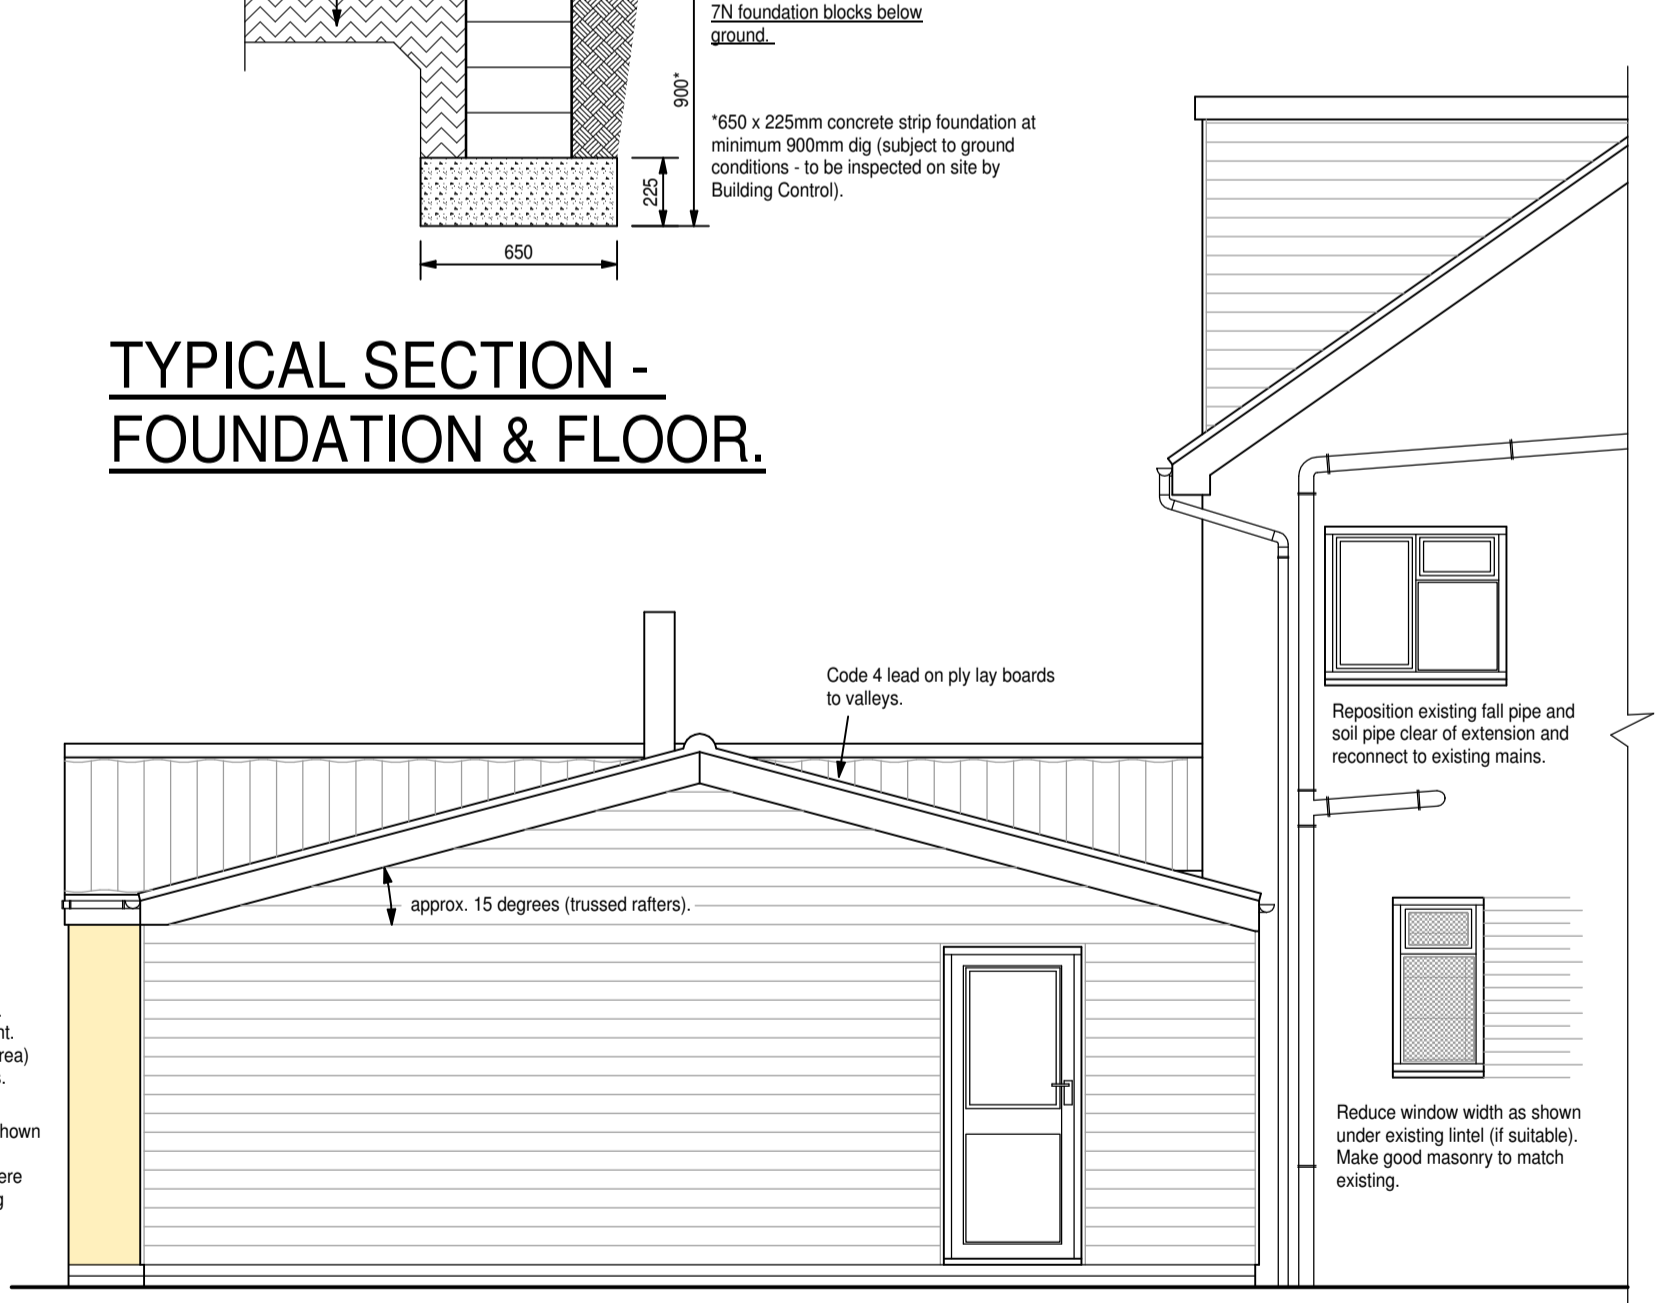 7N foundation blocks below
ground.
900*
*650 x 225mm concrete strip foundation at
minimum 900mm dig (subject to ground
conditions - to be inspected on site by
Building Control).
225
650
TYPICAL SECTION -
FOUNDATION & FLOOR.
Code 4 lead on ply lay boards
to valleys.
Reposition existing fall pipe and
soil pipe clear of extension and
reconnect to existing mains.
approx. 15 degrees (trussed rafters).
Reduce window width as shown
under existing lintel (if suitable).
Make good masonry to match
existing.